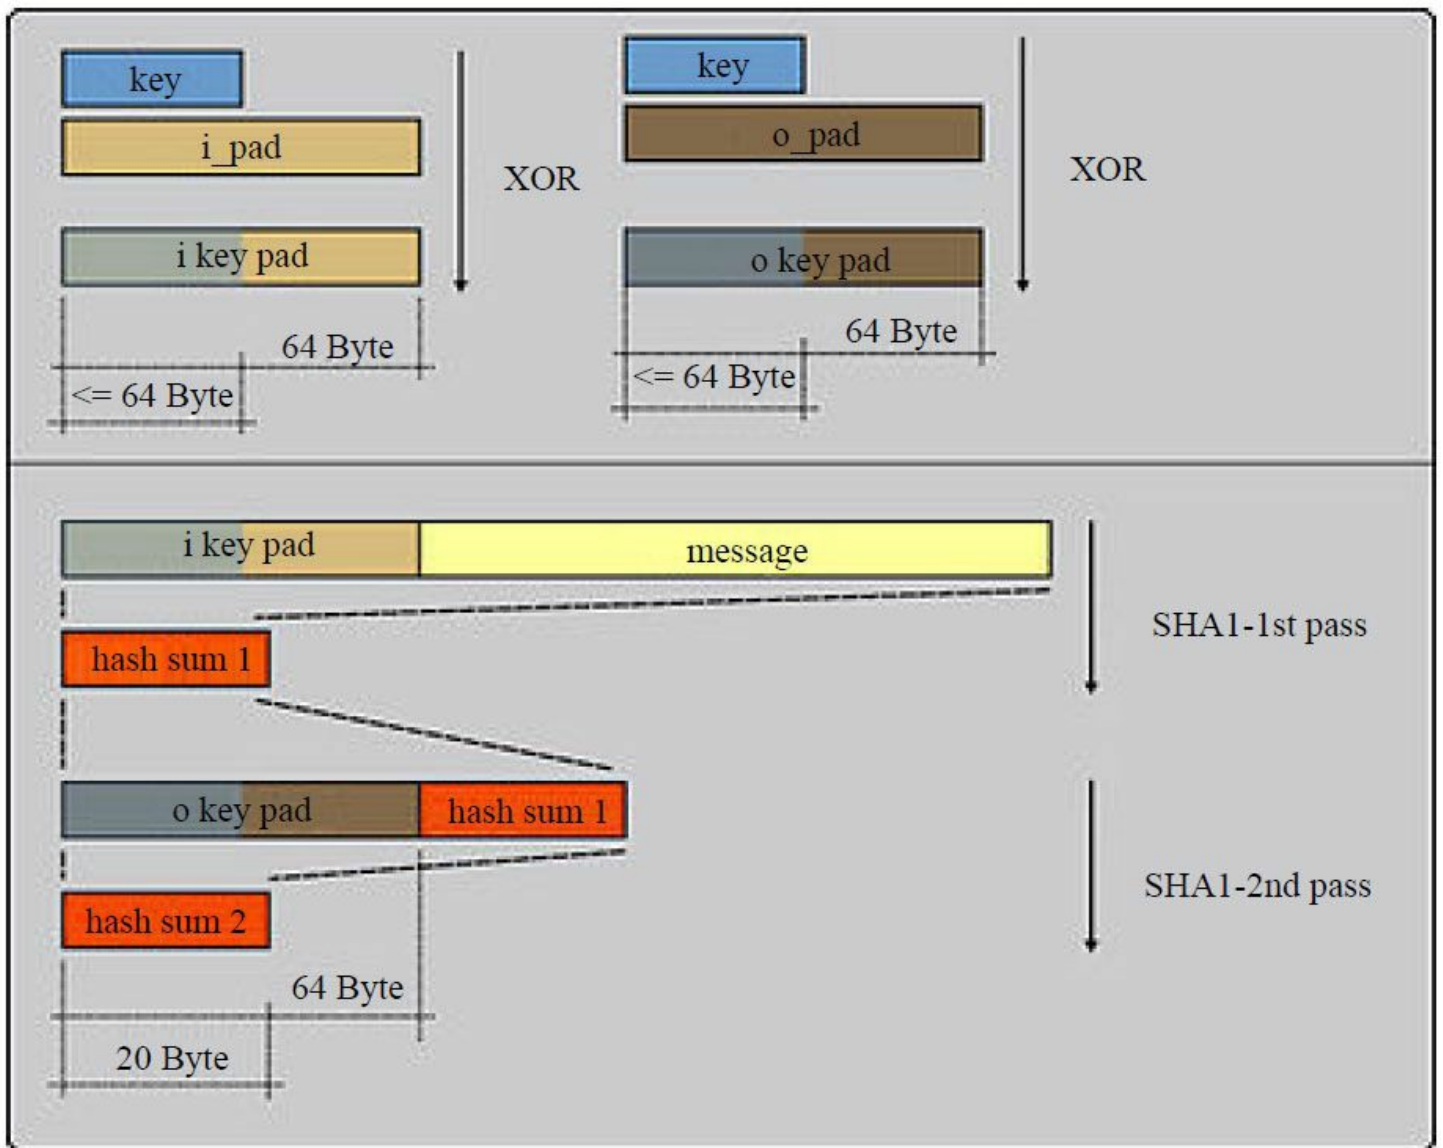 key
i_pad
XOR
i key pad
64 Byte
<= 64 Byte
key
o_pad
XOR
o key pad
64 Byte
<= 64 Byte
i key pad
message
SHA1-1st pass
hash sum 1
o key pad
hash sum 1
SHA1-2nd pass
hash sum 2
64 Byte
20 Byte